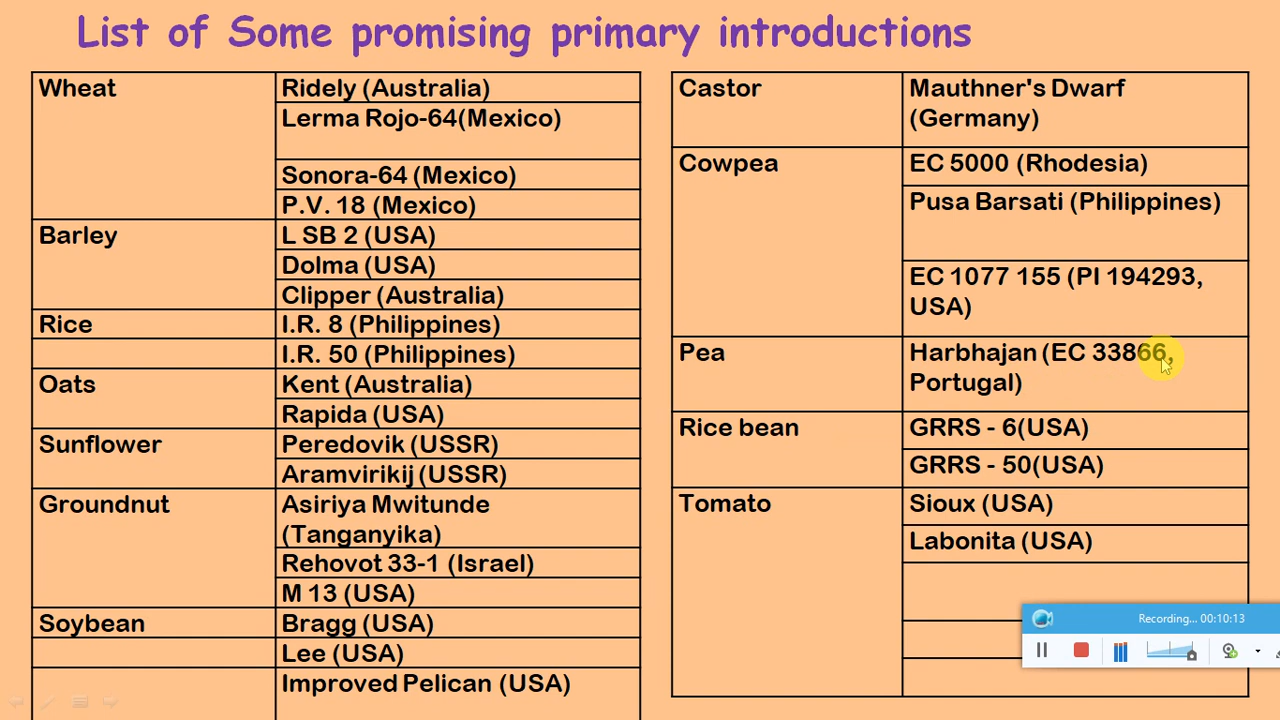 List of Some promising primary introductions
Wheat
Ridely (Australia)
Lerma Rojo-64(Mexico)
Sonora-64 (Mexico)
P.V. 18 (Mexico)
Barley
L SB 2 (USA)
Dolma (USA)
Clipper (Australia)
Rice
I.R. 8 (Philippines)
I.R. 50 (Philippines)
Oats
Kent (Australia)
Rapida (USA)
Sunflower
Peredovik (USSR)
Aramvirikij (USSR)
Groundnut
Asiriya Mwitunde
(Tanganyika)
Rehovot 33-1 (Israel)
M 13 (USA)
Soybean
Bragg (USA)
Lee (USA)
Improved Pelican (USA)
Castor
Mauthner's Dwarf
(Germany)
Cowpea
EC 5000 (Rhodesia)
Pusa Barsati (Philippines)
EC 1077 155 (PI 194293,
USA)
Pea
Harbhajan (EC 33866,
Portugal)
Rice bean
GRRS - 6(USA)
GRRS - 50(USA)
Tomato
Sioux (USA)
Labonita (USA)
Recording... 00:10:13